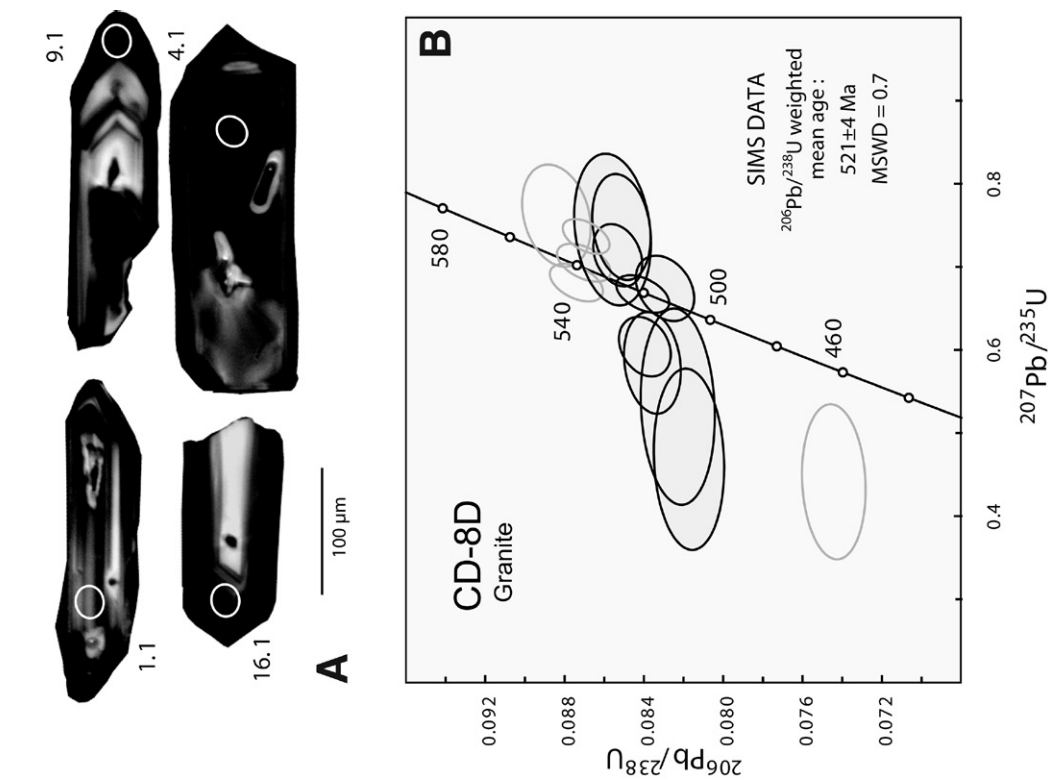 9.1
4.1
1.1
16.1
100 µm
A
B
SIMS DATA
206Pb/238U weighted
mean age :
521±4 Ma
MSWD = 0.7
CD-8D
Granite
580
540
500
460
0.8
0.6
0.4
207Pb/235U
0.092
0.088
0.084
0.080
0.076
0.072
206Pb/238U